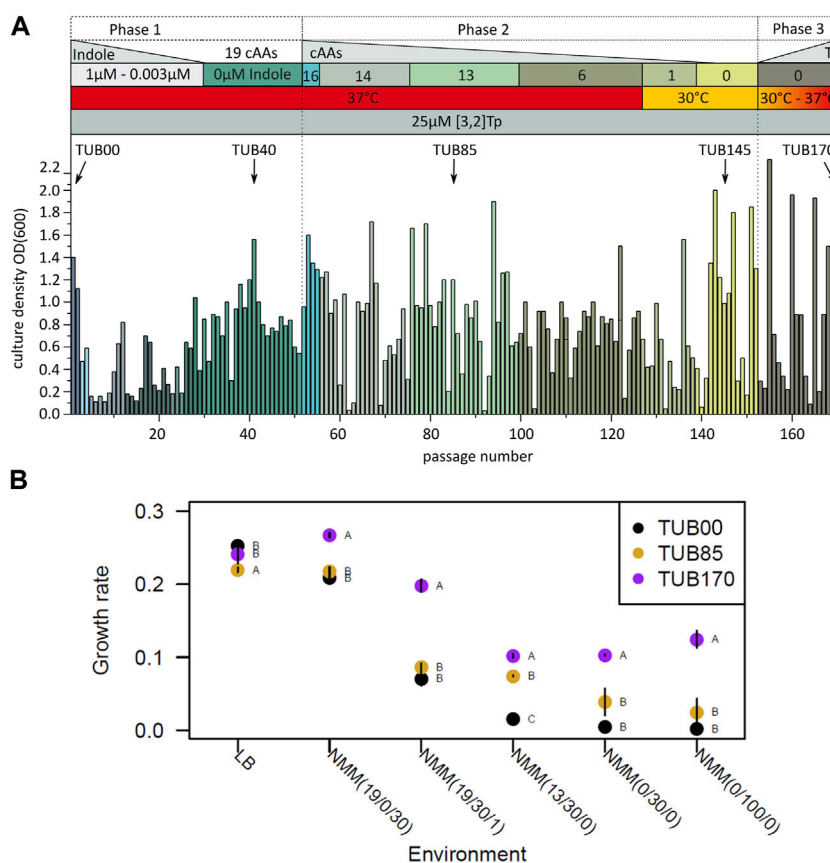 A
Phase 1
Phase 2
Phase 3
Indole
19 cAAs
cAAs
T
1μM - 0.003μM
0μM Indole
16
14
13
6
1
0
0
37°C
30°C
30°C - 37°C
25μM [3,2]Tp
TUB00
TUB40
TUB85
TUB145
TUB170
culture density OD(600)
2.2
2.0
1.8
1.6
1.4
1.2
1.0
0.8
0.6
0.4
0.2
0.0
20
40
60
80
100
120
140
160
passage number
B
Growth rate
0.3
0.2
0.1
0.0
TUB00
TUB85
TUB170
B
B
A
A
B
B
A
B
B
A
B
C
A
B
B
A
B
B
LB
NMM(19/0/30)
NMM(19/30/1)
NMM(13/30/0)
NMM(0/30/0)
NMM(0/100/0)
Environment